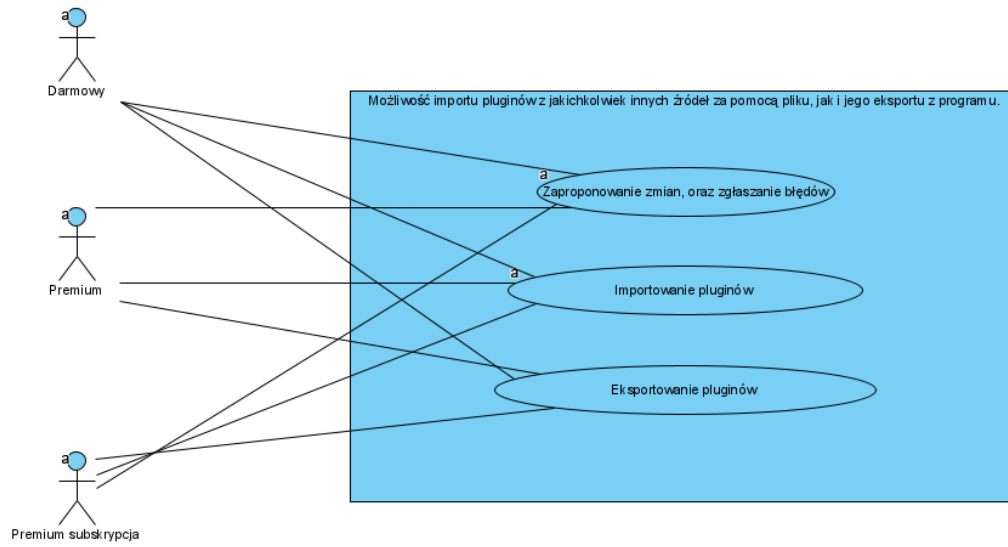 a
Darmowy
Możliwość importu pluginów z jakichkolwiek innych źródeł za pomocą pliku, jak i jego eksportu z programu.
a
Zaproponowanie zmian, oraz zgłaszanie błędów
a
Premium
a
Importowanie pluginów
Eksportowanie pluginów
a
Premium subskrypcja